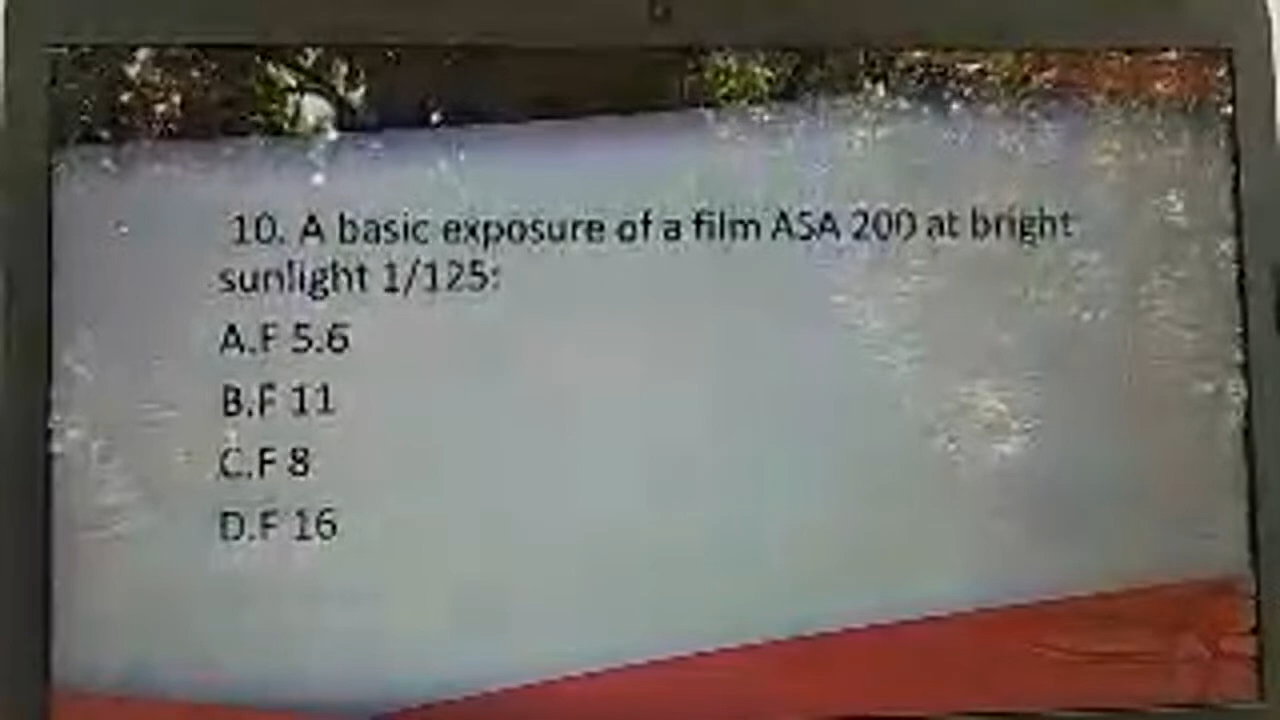 10. A basic exposure of a film ASA 200 at bright
sunlight 1/125:
A.F 5.6
B.F 11
C.F 8
D.F 16